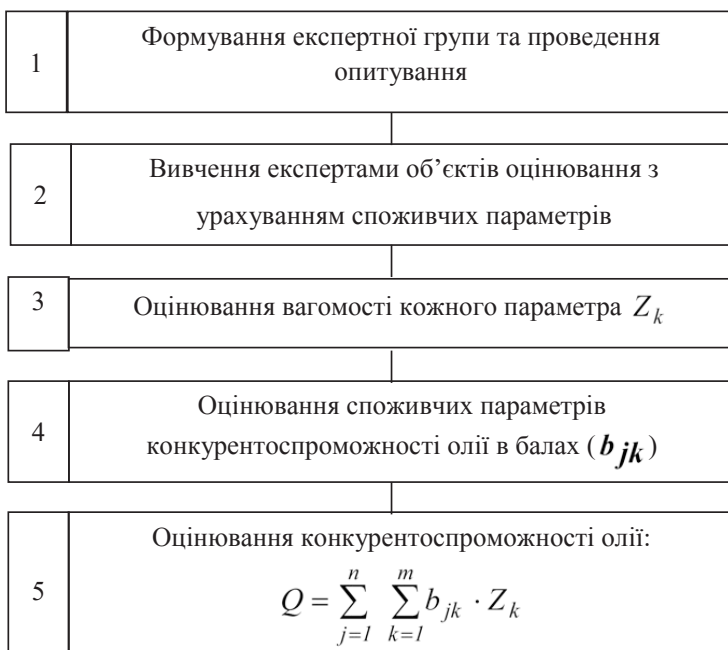 1
Формування експертної групи та проведення
опитування
2
Вивчення експертами об’єктів оцінювання з
урахуванням споживчих параметрів
3
Оцінювання вагомості кожного параметра Z_k
4
Оцінювання споживчих параметрів
конкурентоспроможності олії в балах (b_jk)
5
Оцінювання конкурентоспроможності олії:
Q = ∑_{j=1}^{n} ∑_{k=1}^{m} b_jk · Z_k